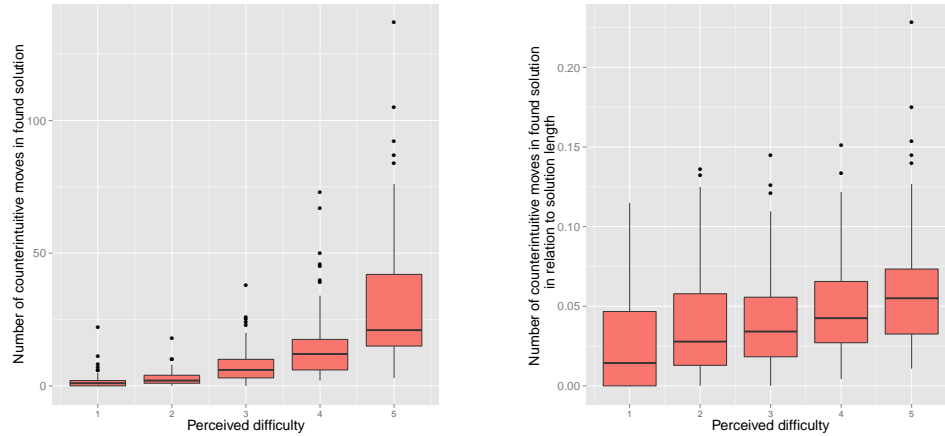 Number of counterintuitive moves in found solution
100
50
0
1 2 3 4 5
Perceived difficulty
Number of counterintuitive moves in found solution
in relation to solution length
0.20
0.15
0.10
0.05
0.00
1 2 3 4 5
Perceived difficulty